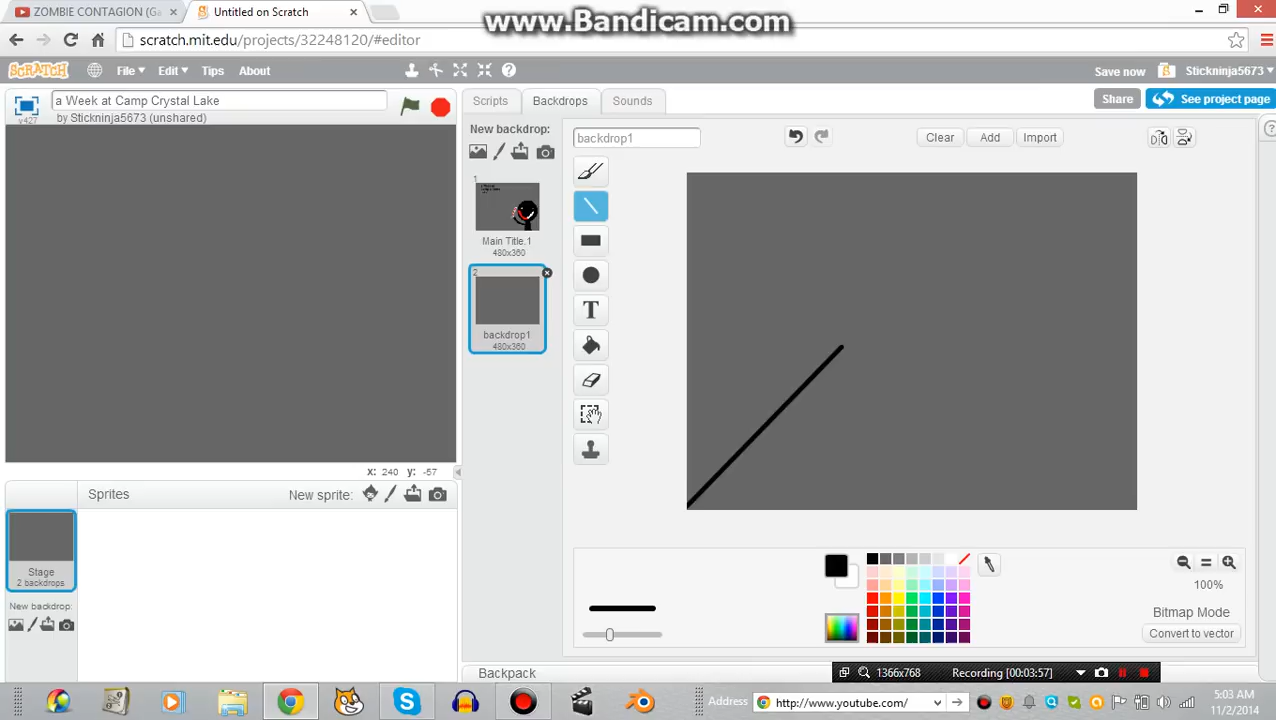 www.Bandicam.com
ZOMBIE CONTAGION (Ga
Untitled on Scratch
scratch.mit.edu/projects/32248120/#editor
SCRATCH
File
Edit
Tips
About
Save now
Stickninja5673
a Week at Camp Crystal Lake
by Stickninja5673 (unshared)
v427
Scripts
Backdrops
Sounds
Share
See project page
New backdrop:
backdrop1
Clear
Add
Import
1
Main Title.1
480x360
2
backdrop1
480x360
T
x: 240 y: -57
Sprites
New sprite:
Stage
2 backdrops
New backdrop:
100%
Bitmap Mode
Convert to vector
Backpack
1366x768
Recording [00:03:57]
Address
http://www.youtube.com/
5:03 AM
11/2/2014